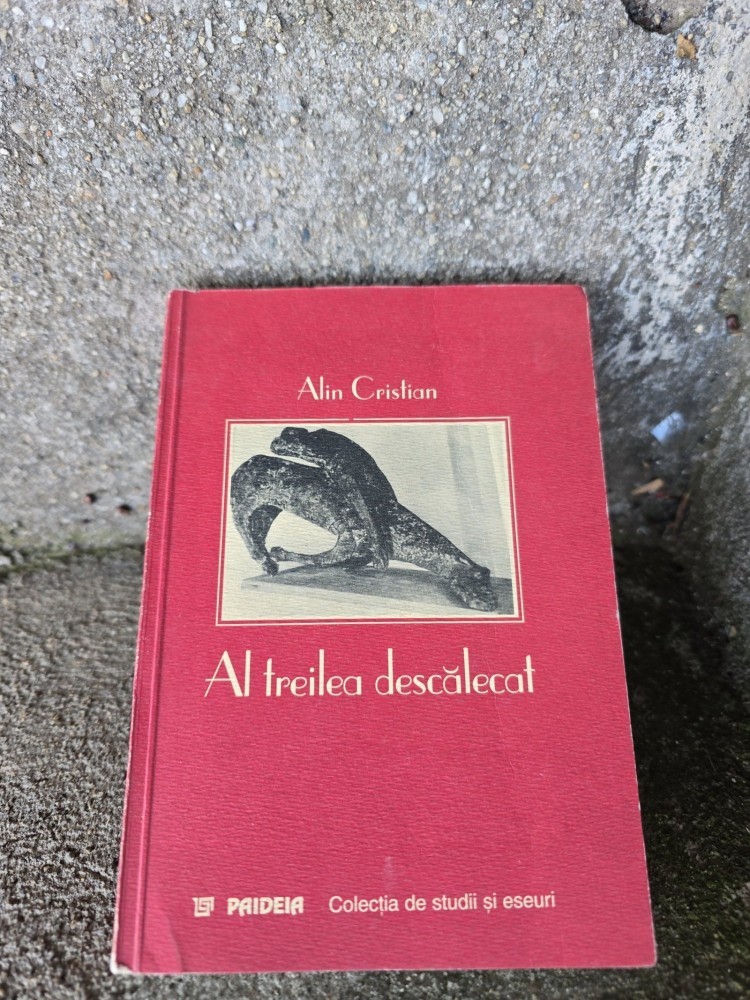 Alin Cristian
Al treilea descălecat
PAIDEIA Colecția de studii și eseuri